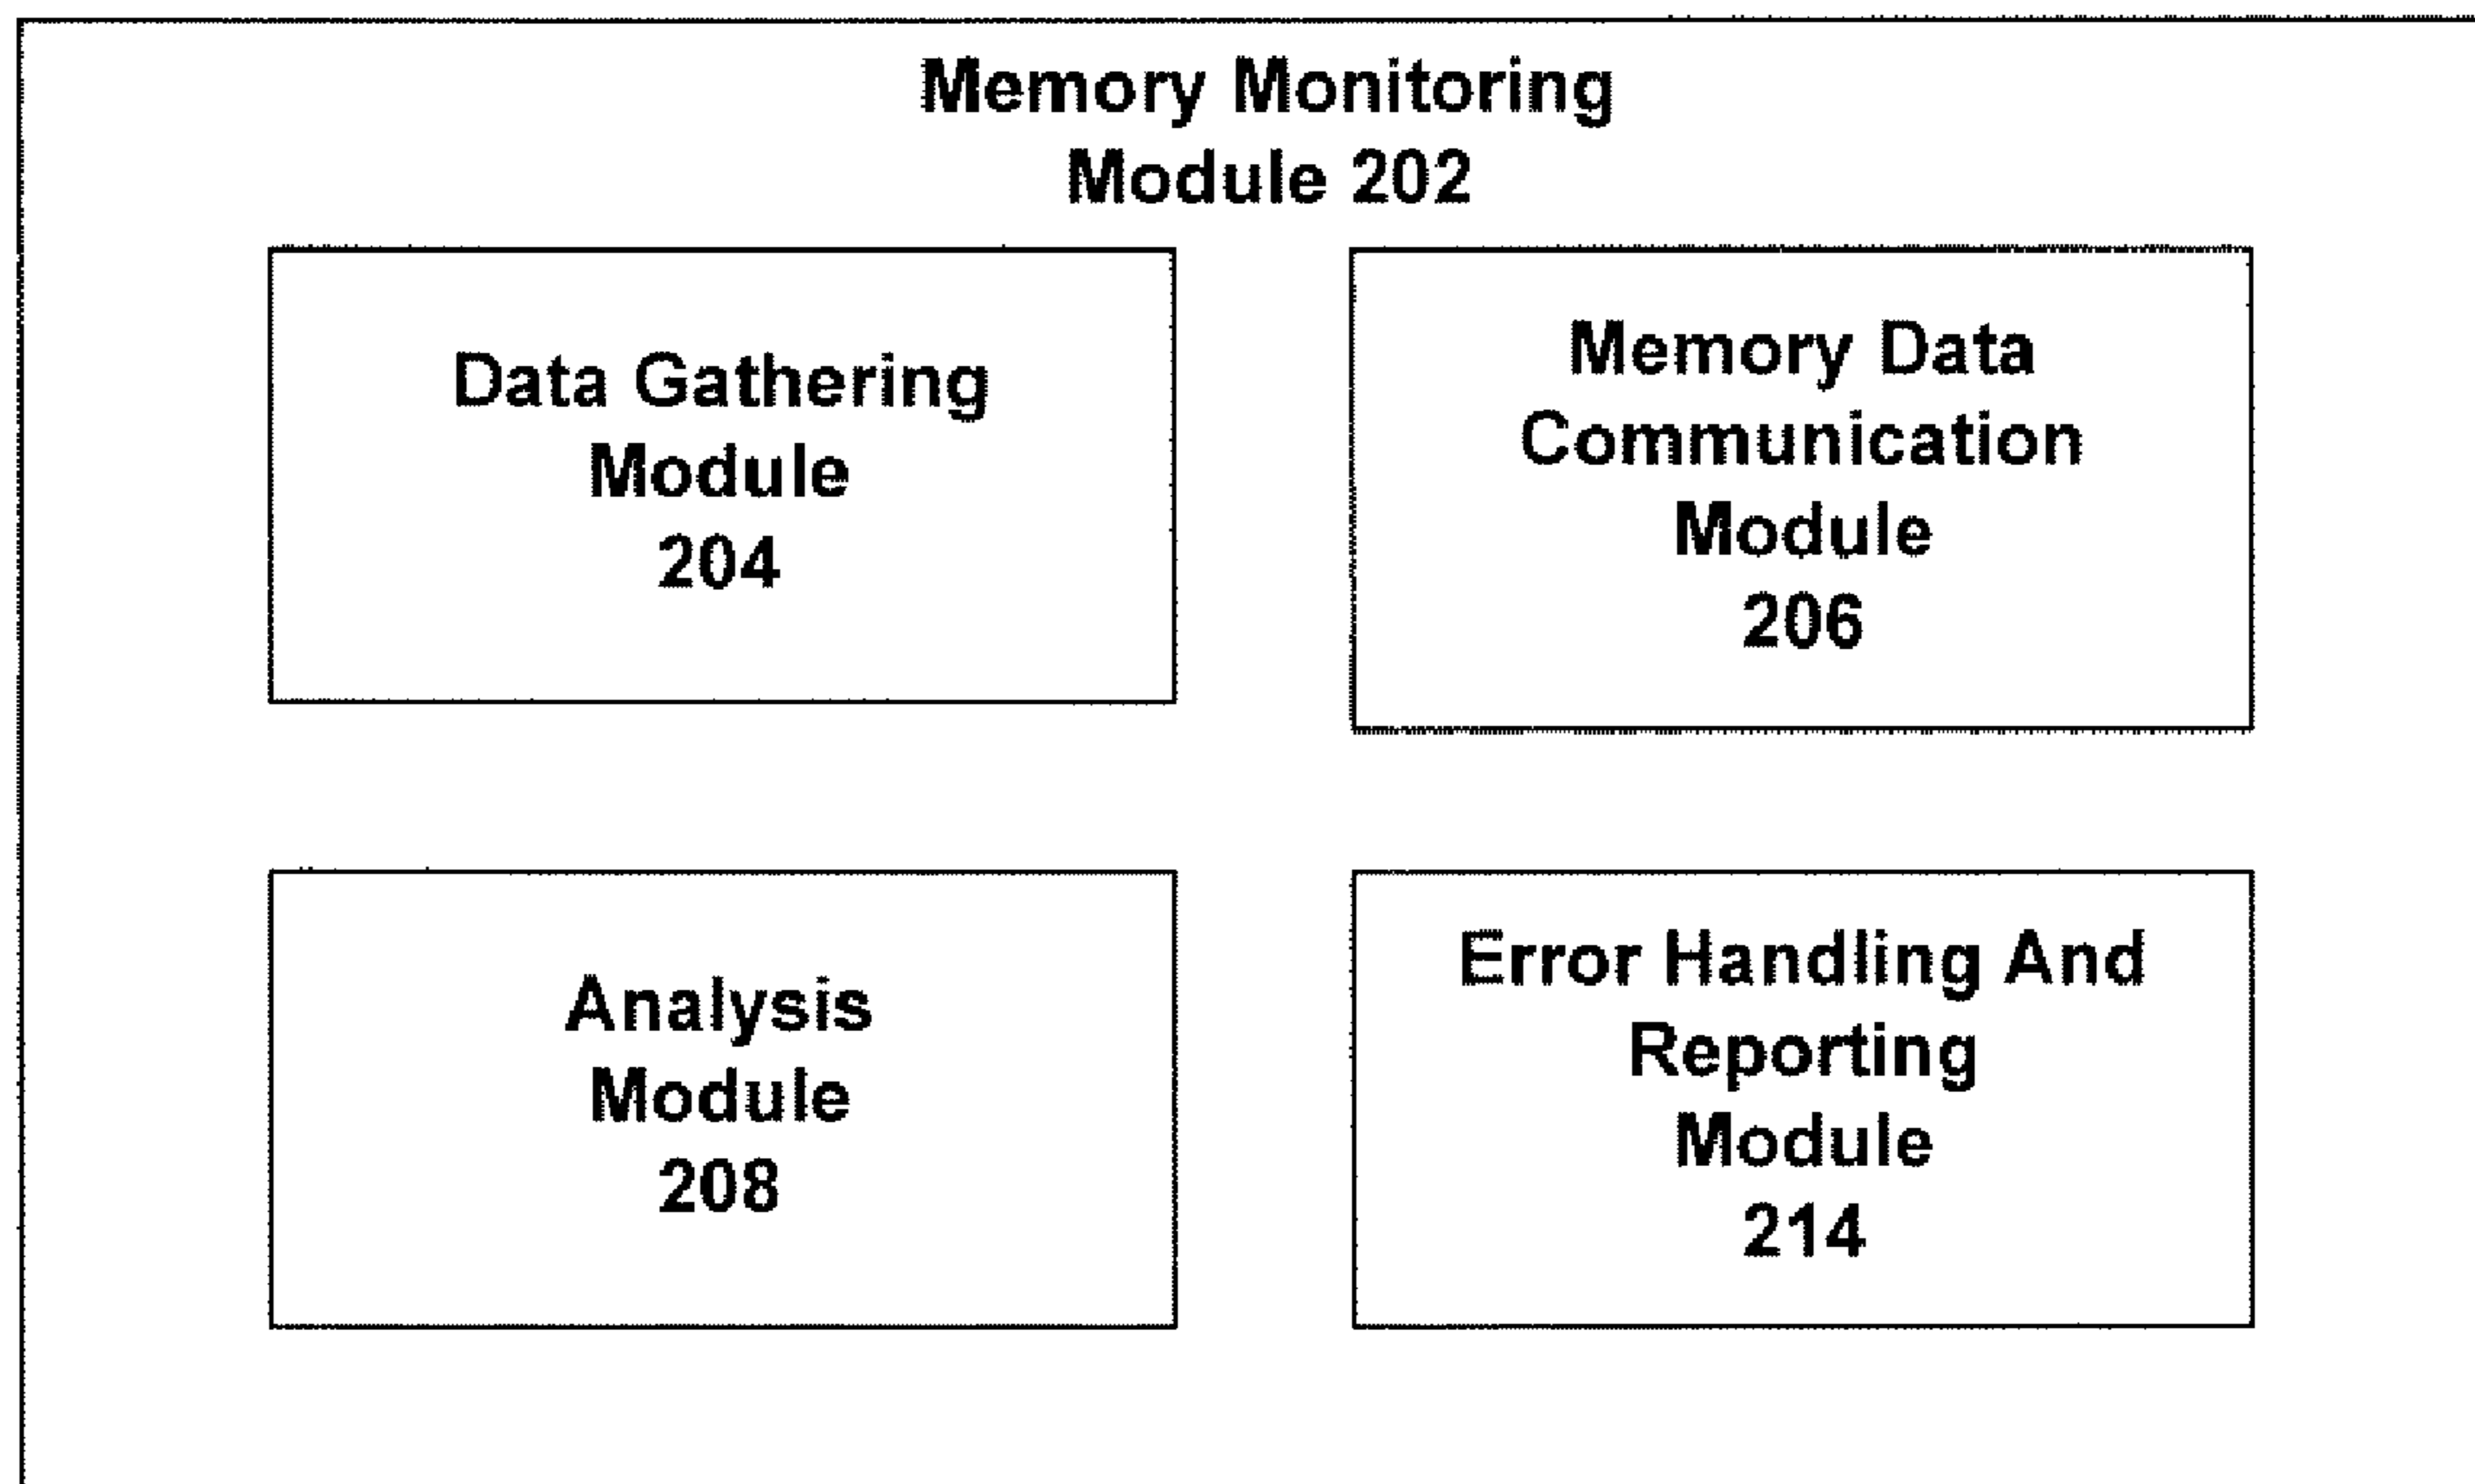 Memory Monitoring
Module 202
Data Gathering
Module
204
Memory Data
Communication
Module
206
Analysis
Module
208
Error Handling And
Reporting
Module
214